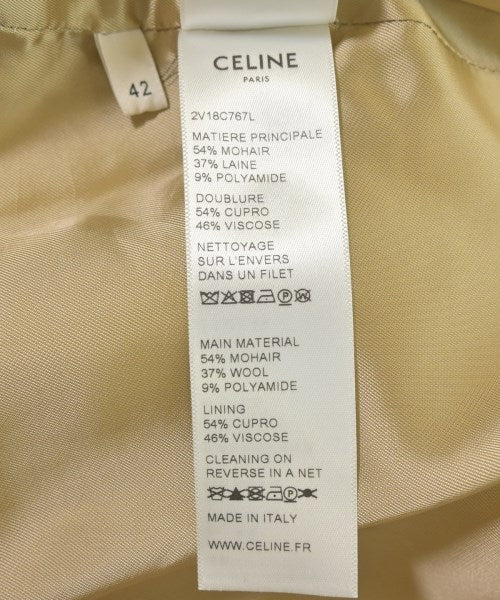 42
CELINE
PARIS
2V18C767L
MATIERE PRINCIPALE
54% MOHAIR
37% LAINE
9% POLYAMIDE
DOUBLURE
54% CUPRO
46% VISCOSE
NETTOYAGE
SUR L'ENVERS
DANS UN FILET
MAIN MATERIAL
54% MOHAIR
37% WOOL
9% POLYAMIDE
LINING
54% CUPRO
46% VISCOSE
CLEANING ON
REVERSE IN A NET
MADE IN ITALY
WWW.CELINE.FR